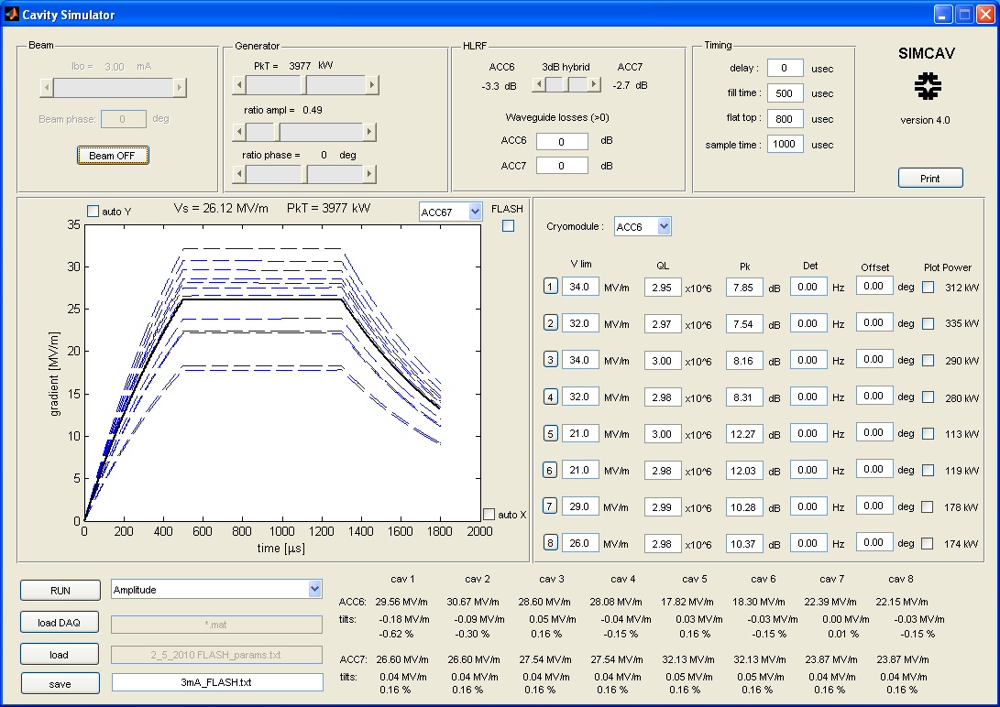 Cavity Simulator
Beam
Ibo = 3.00 mA
Beam phase: 0 deg
Beam OFF
Generator
PkT = 3977 kW
ratio ampl = 0.49
ratio phase = 0 deg
HLRF
ACC6 3dB hybrid ACC7
-3.3 dB -2.7 dB
Waveguide losses (>0)
ACC6 0 dB
ACC7 0 dB
Timing
delay : 0 usec
fill time : 500 usec
flat top : 800 usec
sample time : 1000 usec
SIMCAV
version 4.0
Print
auto Y Vs = 26.12 MV/m PkT = 3977 kW ACC67 FLASH
35
30
25
20
15
10
5
0
gradient [MV/m]
0 200 400 600 800 1000 1200 1400 1600 1800 2000
time [µs]
auto X
Cryomodule : ACC6
V lim QL Pk Det Offset Plot Power
1 34.0 MV/m 2.95 x10^6 7.85 dB 0.00 Hz 0.00 deg 312 kW
2 32.0 MV/m 2.97 x10^6 7.54 dB 0.00 Hz 0.00 deg 335 kW
3 34.0 MV/m 3.00 x10^6 8.16 dB 0.00 Hz 0.00 deg 290 kW
4 32.0 MV/m 2.98 x10^6 8.31 dB 0.00 Hz 0.00 deg 280 kW
5 21.0 MV/m 3.00 x10^6 12.27 dB 0.00 Hz 0.00 deg 113 kW
6 21.0 MV/m 2.98 x10^6 12.03 dB 0.00 Hz 0.00 deg 119 kW
7 29.0 MV/m 2.99 x10^6 10.28 dB 0.00 Hz 0.00 deg 178 kW
8 26.0 MV/m 2.98 x10^6 10.37 dB 0.00 Hz 0.00 deg 174 kW
RUN Amplitude
load DAQ *.mat
load 2_5_2010 FLASH_params.txt
save 3mA_FLASH.txt
cav 1 cav 2 cav 3 cav 4 cav 5 cav 6 cav 7 cav 8
ACC6: 29.56 MV/m 30.67 MV/m 28.60 MV/m 28.08 MV/m 17.82 MV/m 18.30 MV/m 22.39 MV/m 22.15 MV/m
tilts: -0.18 MV/m -0.09 MV/m 0.05 MV/m -0.04 MV/m 0.03 MV/m -0.03 MV/m 0.00 MV/m -0.03 MV/m
-0.62 % -0.30 % 0.16 % -0.15 % 0.16 % -0.15 % 0.01 % -0.15 %
ACC7: 26.60 MV/m 26.60 MV/m 27.54 MV/m 27.54 MV/m 32.13 MV/m 32.13 MV/m 23.87 MV/m 23.87 MV/m
tilts: 0.04 MV/m 0.04 MV/m 0.04 MV/m 0.04 MV/m 0.05 MV/m 0.05 MV/m 0.04 MV/m 0.04 MV/m
0.16 % 0.16 % 0.16 % 0.16 % 0.16 % 0.16 % 0.16 % 0.16 %